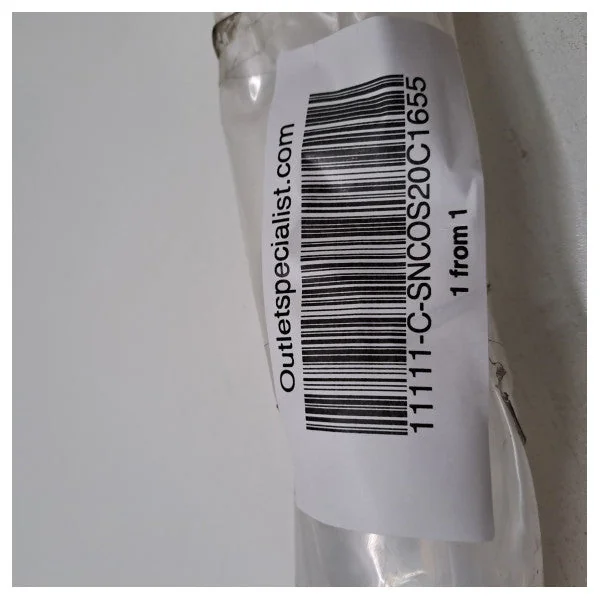 Outletspecialist.com
11111-C-SNCOS20C1655
1 from 1